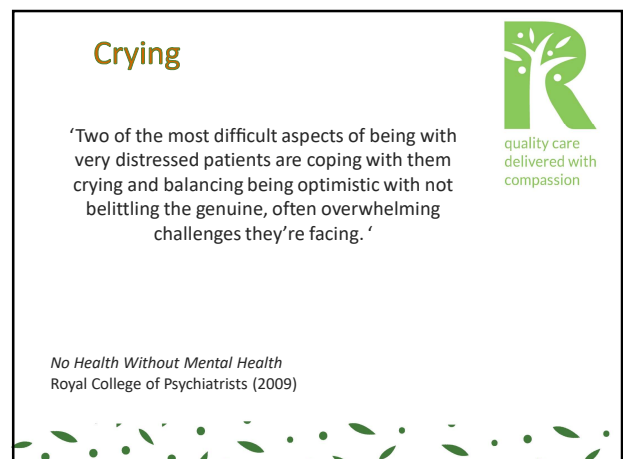 Crying
‘Two of the most difficult aspects of being with
very distressed patients are coping with them
crying and balancing being optimistic with not
belittling the genuine, often overwhelming
challenges they’re facing. ‘
R
quality care
delivered with
compassion
No Health Without Mental Health
Royal College of Psychiatrists (2009)